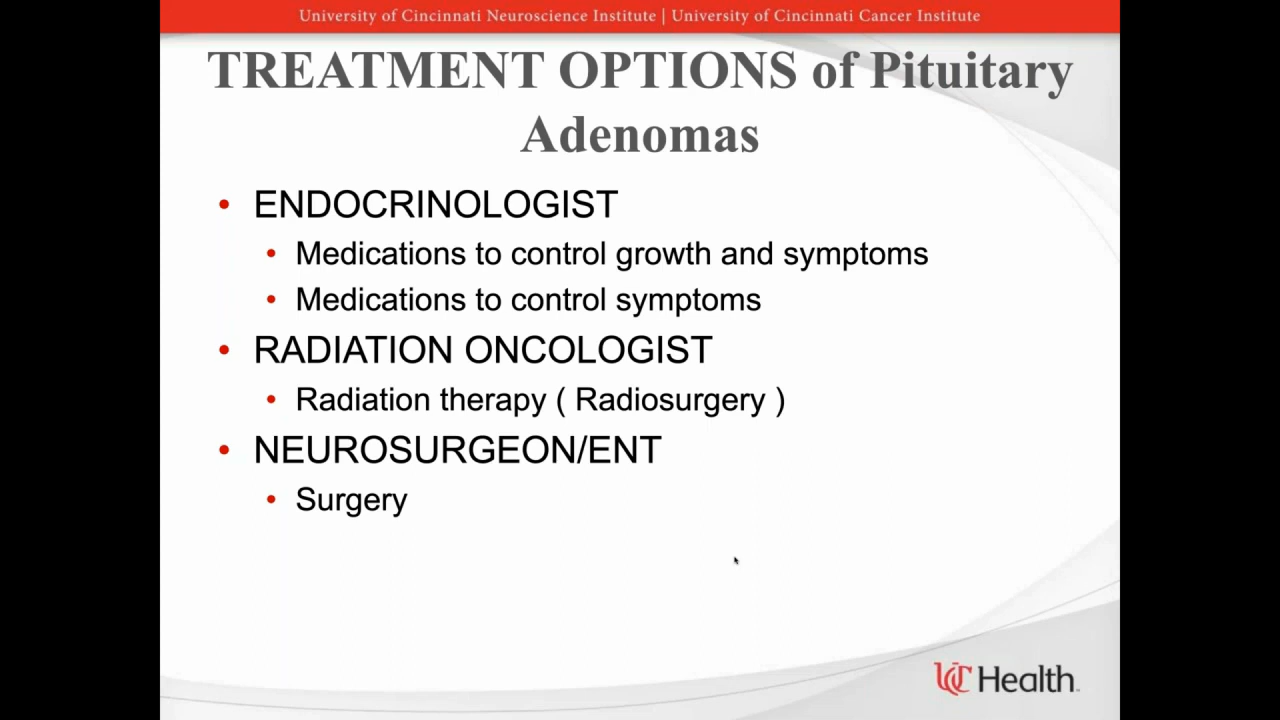 University of Cincinnati Neuroscience Institute | University of Cincinnati Cancer Institute
TREATMENT OPTIONS of Pituitary
Adenomas
• ENDOCRINOLOGIST
• Medications to control growth and symptoms
• Medications to control symptoms
• RADIATION ONCOLOGIST
• Radiation therapy ( Radiosurgery )
• NEUROSURGEON/ENT
• Surgery
UC Health.